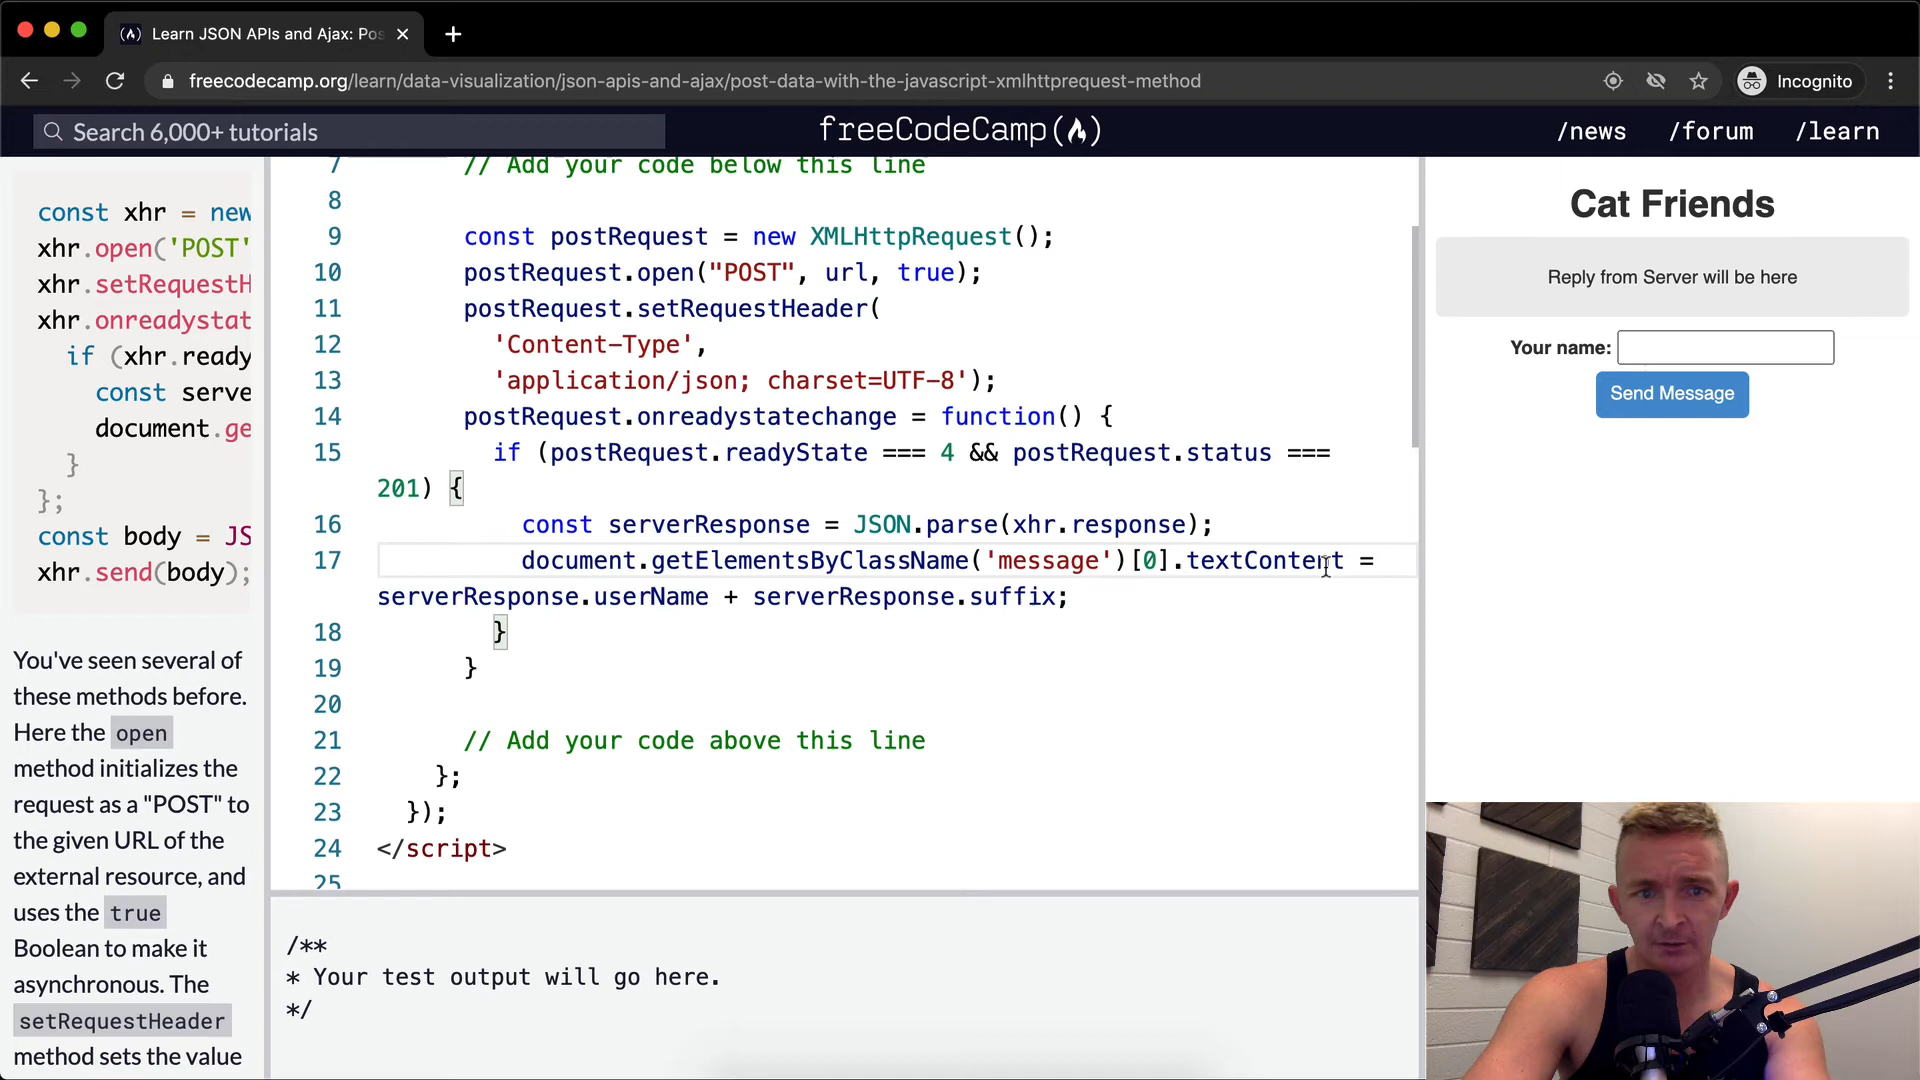 Learn JSON APIs and Ajax: Pos
freecodecamp.org/learn/data-visualization/json-apis-and-ajax/post-data-with-the-javascript-xmlhttprequest-method
Incognito
Search 6,000+ tutorials
freeCodeCamp
/news
/forum
/learn
const xhr = new
xhr.open('POST'
xhr.setRequestH
xhr.onreadystat
if (xhr.ready
const serve
document.ge
}
};
const body = JS
xhr.send(body);
You've seen several of
these methods before.
Here the open
method initializes the
request as a "POST" to
the given URL of the
external resource, and
uses the true
Boolean to make it
asynchronous. The
setRequestHeader
method sets the value
7 // Add your code below this line
8
9 const postRequest = new XMLHttpRequest();
10 postRequest.open("POST", url, true);
11 postRequest.setRequestHeader(
12 'Content-Type',
13 'application/json; charset=UTF-8');
14 postRequest.onreadystatechange = function() {
15 if (postRequest.readyState === 4 && postRequest.status ===
201) {
16 const serverResponse = JSON.parse(xhr.response);
17 document.getElementsByClassName('message')[0].textContent =
serverResponse.userName + serverResponse.suffix;
18 }
19 }
20
21 // Add your code above this line
22 };
23 });
24 </script>
25
/**
* Your test output will go here.
*/
Cat Friends
Reply from Server will be here
Your name:
Send Message